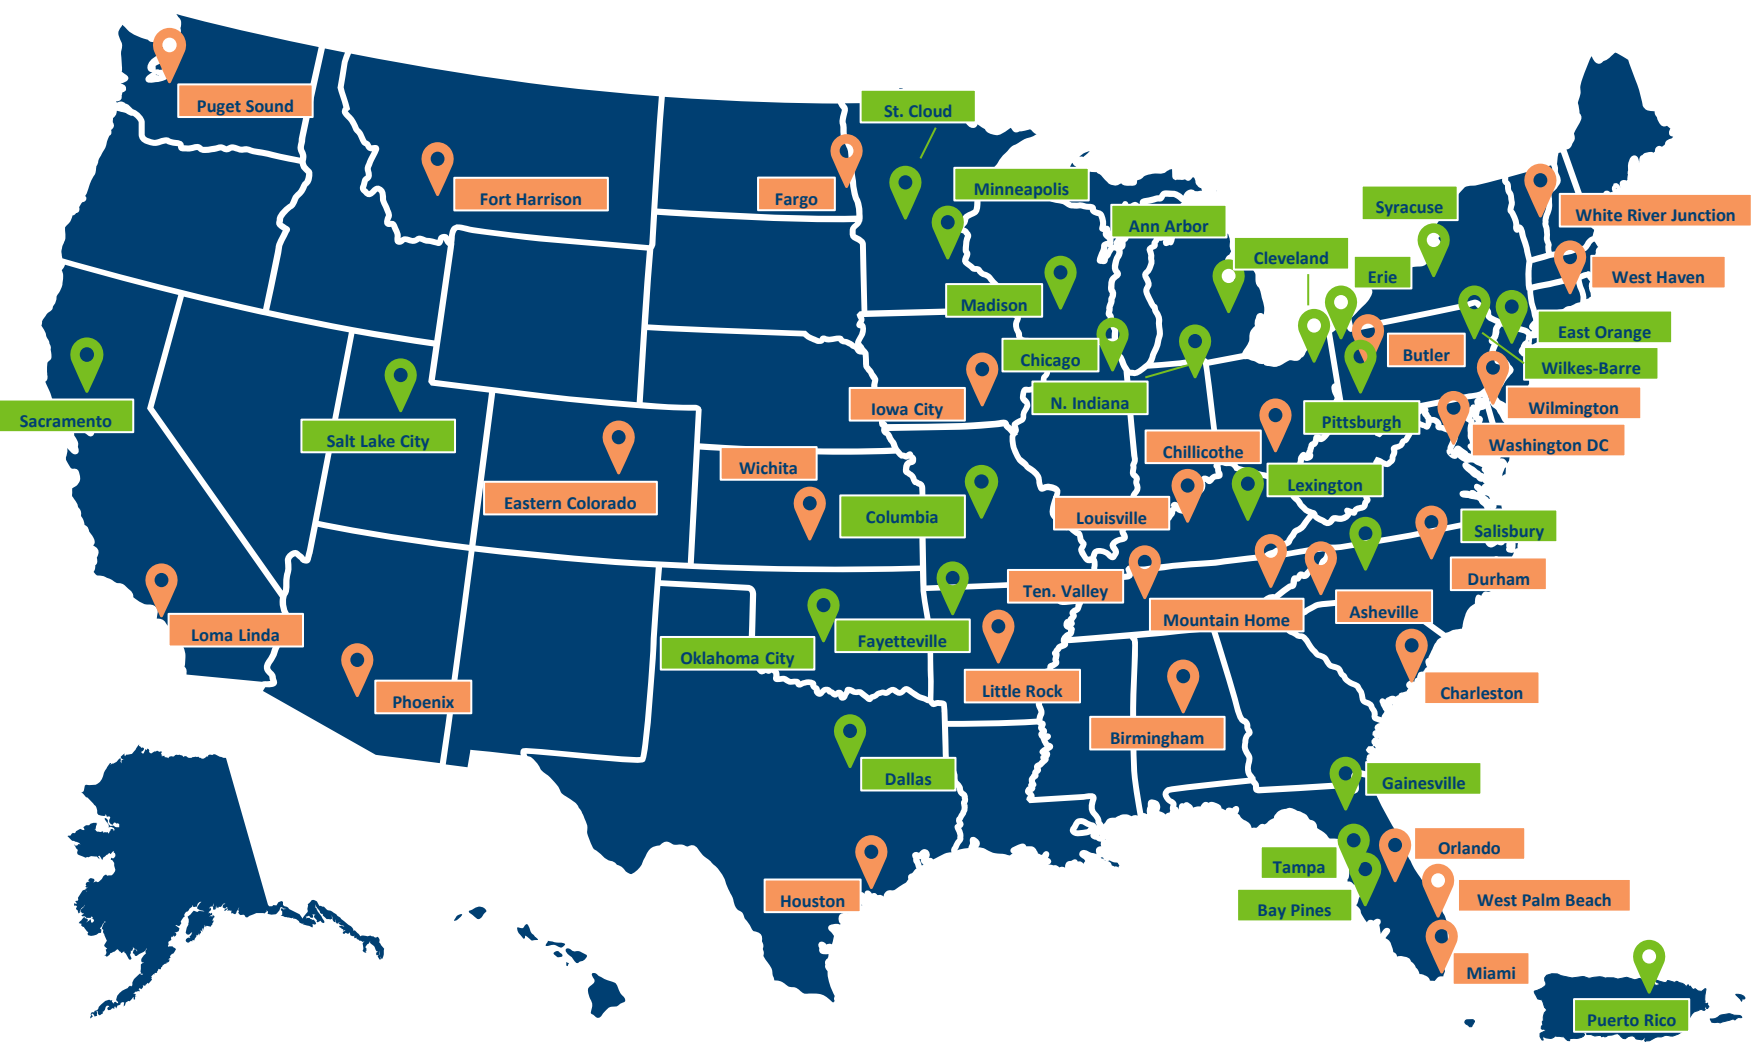 Puget Sound
St. Cloud
Fort Harrison
Fargo
Minneapolis
Syracuse
White River Junction
Ann Arbor
Cleveland
Erie
West Haven
Madison
East Orange
Chicago
Butler
Wilkes-Barre
Sacramento
Iowa City
N. Indiana
Wilmington
Salt Lake City
Pittsburgh
Washington DC
Chillicothe
Wichita
Lexington
Eastern Colorado
Columbia
Louisville
Salisbury
Durham
Ten. Valley
Mountain Home
Asheville
Loma Linda
Fayetteville
Oklahoma City
Phoenix
Little Rock
Charleston
Birmingham
Dallas
Gainesville
Orlando
Tampa
Houston
West Palm Beach
Bay Pines
Miami
Puerto Rico